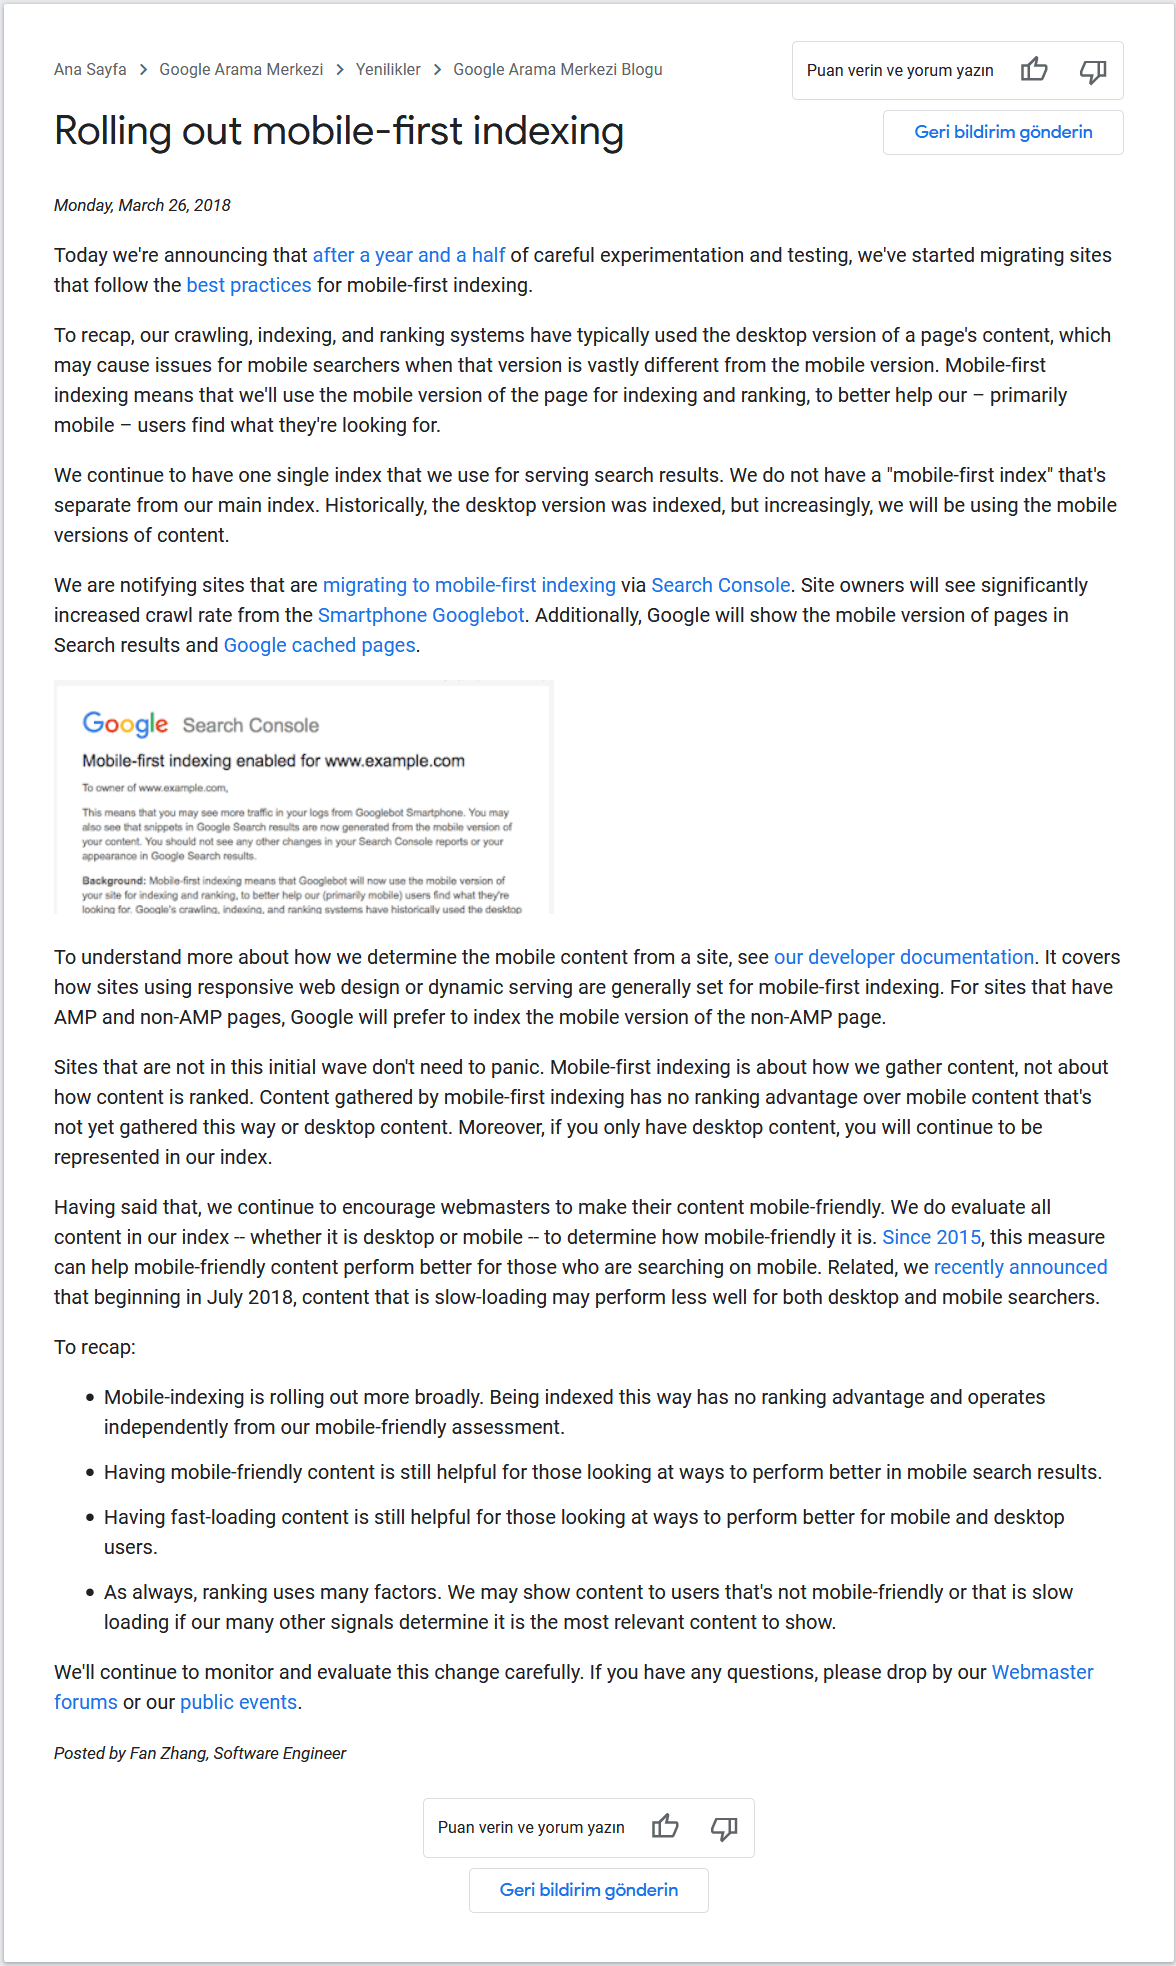 Ana Sayfa > Google Arama Merkezi > Yenilikler > Google Arama Merkezi Blogu
Puan verin ve yorum yazın
Rolling out mobile-first indexing
Geri bildirim gönderin
Monday, March 26, 2018
Today we're announcing that after a year and a half of careful experimentation and testing, we've started migrating sites
that follow the best practices for mobile-first indexing.
To recap, our crawling, indexing, and ranking systems have typically used the desktop version of a page's content, which
may cause issues for mobile searchers when that version is vastly different from the mobile version. Mobile-first
indexing means that we'll use the mobile version of the page for indexing and ranking, to better help our – primarily
mobile – users find what they're looking for.
We continue to have one single index that we use for serving search results. We do not have a "mobile-first index" that's
separate from our main index. Historically, the desktop version was indexed, but increasingly, we will be using the mobile
versions of content.
We are notifying sites that are migrating to mobile-first indexing via Search Console. Site owners will see significantly
increased crawl rate from the Smartphone Googlebot. Additionally, Google will show the mobile version of pages in
Search results and Google cached pages.
Google Search Console
Mobile-first indexing enabled for www.example.com
To owner of www.example.com,
This means that you may see more traffic in your logs from Googlebot Smartphone. You may
also see that snippets in Google Search results are now generated from the mobile version of
your content. You should not see any other changes in your Search Console reports or your
appearance in Google Search results.
Background: Mobile-first indexing means that Googlebot will now use the mobile version of
your site for indexing and ranking, to better help our (primarily mobile) users find what they're
looking for. Google's crawling, indexing, and ranking systems have historically used the desktop
To understand more about how we determine the mobile content from a site, see our developer documentation. It covers
how sites using responsive web design or dynamic serving are generally set for mobile-first indexing. For sites that have
AMP and non-AMP pages, Google will prefer to index the mobile version of the non-AMP page.
Sites that are not in this initial wave don't need to panic. Mobile-first indexing is about how we gather content, not about
how content is ranked. Content gathered by mobile-first indexing has no ranking advantage over mobile content that's
not yet gathered this way or desktop content. Moreover, if you only have desktop content, you will continue to be
represented in our index.
Having said that, we continue to encourage webmasters to make their content mobile-friendly. We do evaluate all
content in our index -- whether it is desktop or mobile -- to determine how mobile-friendly it is. Since 2015, this measure
can help mobile-friendly content perform better for those who are searching on mobile. Related, we recently announced
that beginning in July 2018, content that is slow-loading may perform less well for both desktop and mobile searchers.
To recap:
• Mobile-indexing is rolling out more broadly. Being indexed this way has no ranking advantage and operates
independently from our mobile-friendly assessment.
• Having mobile-friendly content is still helpful for those looking at ways to perform better in mobile search results.
• Having fast-loading content is still helpful for those looking at ways to perform better for mobile and desktop
users.
• As always, ranking uses many factors. We may show content to users that's not mobile-friendly or that is slow
loading if our many other signals determine it is the most relevant content to show.
We'll continue to monitor and evaluate this change carefully. If you have any questions, please drop by our Webmaster
forums or our public events.
Posted by Fan Zhang, Software Engineer
Puan verin ve yorum yazın
Geri bildirim gönderin